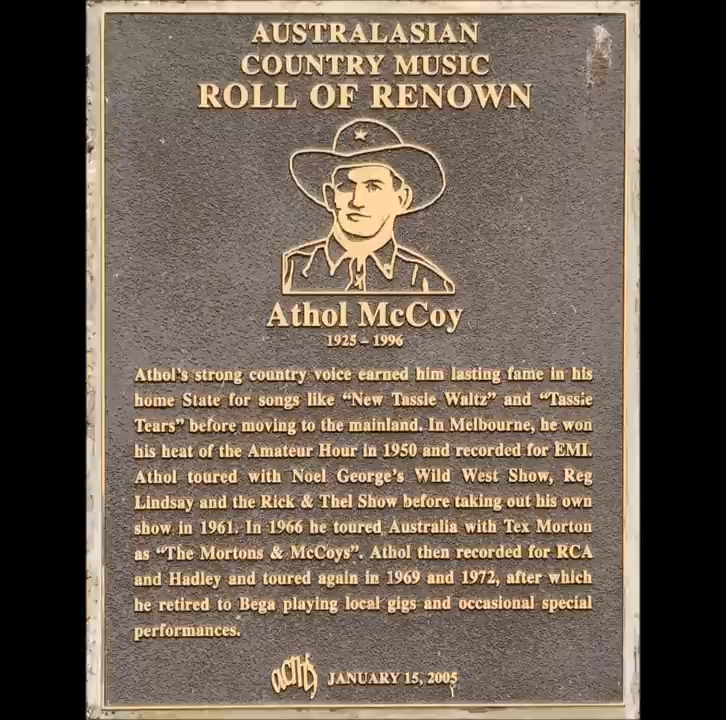 AUSTRALASIAN
COUNTRY MUSIC
ROLL OF RENOWN
Athol McCoy
1925 – 1996
Athol's strong country voice earned him lasting fame in his
home State for songs like “New Tassie Waltz” and “Tassie
Tears” before moving to the mainland. In Melbourne, he won
his heat of the Amateur Hour in 1950 and recorded for EMI.
Athol toured with Noel George's Wild West Show, Reg
Lindsay and the Rick & Thel Show before taking out his own
show in 1961. In 1966 he toured Australia with Tex Morton
as “The Mortons & McCoys”. Athol then recorded for RCA
and Hadley and toured again in 1969 and 1972, after which
he retired to Bega playing local gigs and occasional special
performances.
JANUARY 15, 2005